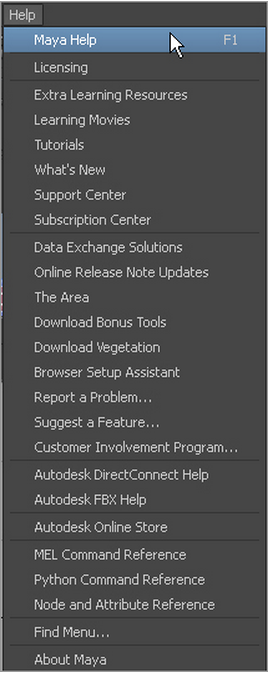 Help
Maya Help F1
Licensing
Extra Learning Resources
Learning Movies
Tutorials
What's New
Support Center
Subscription Center
Data Exchange Solutions
Online Release Note Updates
The Area
Download Bonus Tools
Download Vegetation
Browser Setup Assistant
Report a Problem...
Suggest a Feature...
Customer Involvement Program...
Autodesk DirectConnect Help
Autodesk FBX Help
Autodesk Online Store
MEL Command Reference
Python Command Reference
Node and Attribute Reference
Find Menu...
About Maya